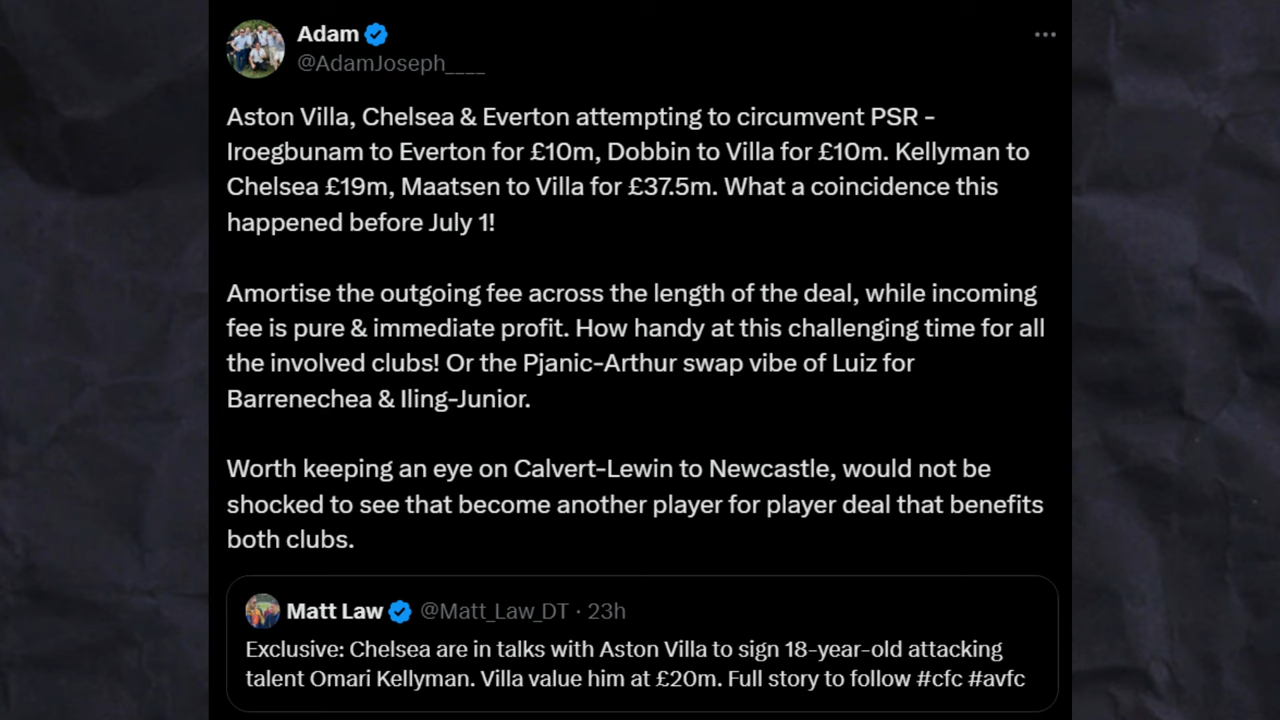 Adam
@AdamJoseph____
Aston Villa, Chelsea & Everton attempting to circumvent PSR -
Iroegbunam to Everton for £10m, Dobbin to Villa for £10m. Kellyman to
Chelsea £19m, Maatsen to Villa for £37.5m. What a coincidence this
happened before July 1!
Amortise the outgoing fee across the length of the deal, while incoming
fee is pure & immediate profit. How handy at this challenging time for all
the involved clubs! Or the Pjanic-Arthur swap vibe of Luiz for
Barrenechea & Iling-Junior.
Worth keeping an eye on Calvert-Lewin to Newcastle, would not be
shocked to see that become another player for player deal that benefits
both clubs.
Matt Law @Matt_Law_DT · 23h
Exclusive: Chelsea are in talks with Aston Villa to sign 18-year-old attacking
talent Omari Kellyman. Villa value him at £20m. Full story to follow #cfc #avfc